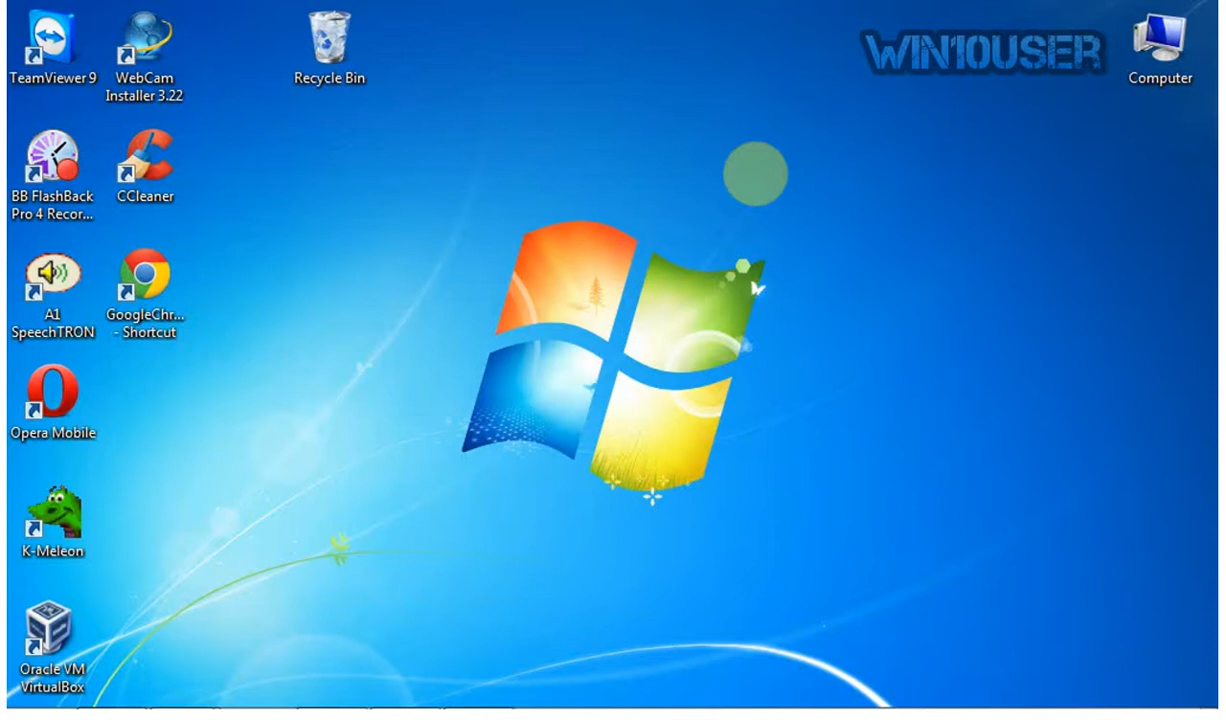 TeamViewer 9
WebCam
Installer 3.22
Recycle Bin
WIN10USER
Computer
BB FlashBack
Pro 4 Recor...
CCleaner
A1
SpeechTRON
GoogleChr...
- Shortcut
Opera Mobile
K-Meleon
Oracle VM
VirtualBox